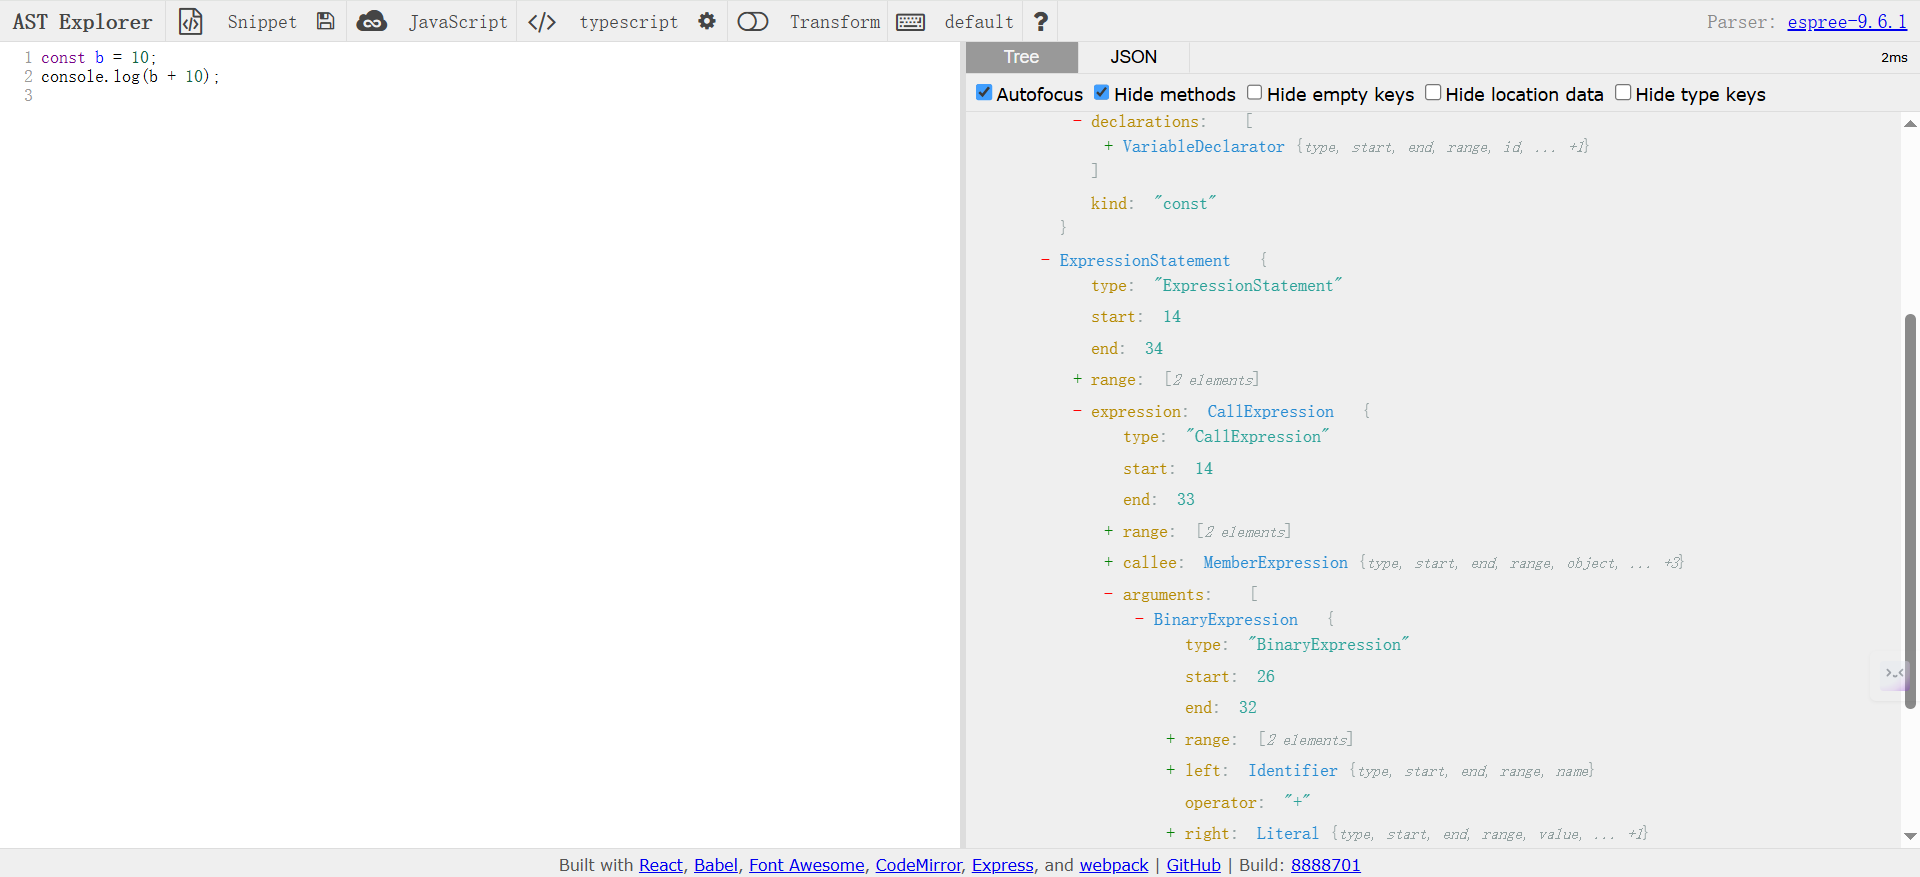 AST Explorer Snippet JavaScript </> typescript Transform default ? Parser: espree-9.6.1
1 const b = 10;
2 console.log(b + 10);
3
Tree JSON 2ms
Autofocus Hide methods Hide empty keys Hide location data Hide type keys
- declarations: [
+ VariableDeclarator {type, start, end, range, id, ... +1}
]
kind: "const"
}
- ExpressionStatement {
type: "ExpressionStatement"
start: 14
end: 34
+ range: [2 elements]
- expression: CallExpression {
type: "CallExpression"
start: 14
end: 33
+ range: [2 elements]
+ callee: MemberExpression {type, start, end, range, object, ... +3}
- arguments: [
- BinaryExpression {
type: "BinaryExpression"
start: 26
end: 32
+ range: [2 elements]
+ left: Identifier {type, start, end, range, name}
operator: "+"
+ right: Literal {type, start, end, range, value, ... +1}
Built with React, Babel, Font Awesome, CodeMirror, Express, and webpack | GitHub | Build: 8888701